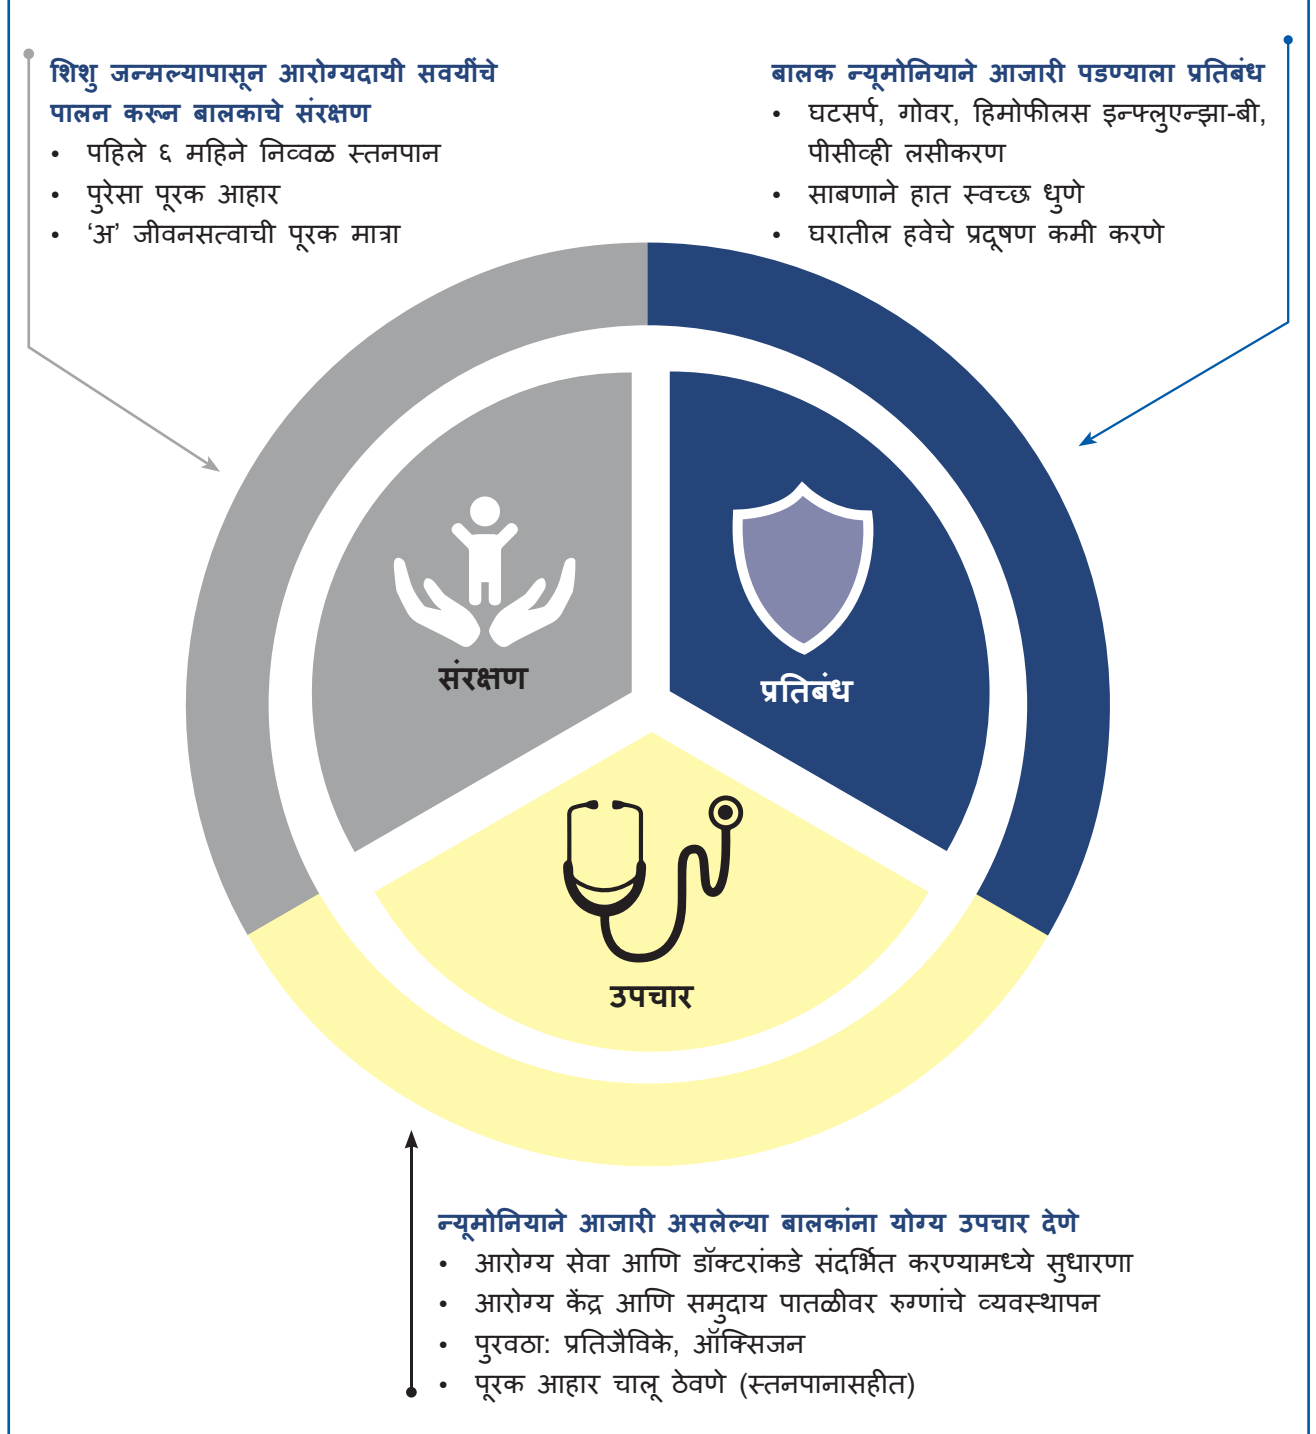 शिशु जन्मल्यापासून आरोग्यदायी सवयींचे
पालन करून बालकाचे संरक्षण
• पहिले ६ महिने निव्वळ स्तनपान
• पुरेसा पूरक आहार
• ‘अ’ जीवनसत्वाची पूरक मात्रा
बालक न्यूमोनियाने आजारी पडण्याला प्रतिबंध
• घटसर्प, गोवर, हिमोफीलस इन्फ्लुएन्झा-बी,
पीसीव्ही लसीकरण
• साबणाने हात स्वच्छ धुणे
• घरातील हवेचे प्रदूषण कमी करणे
संरक्षण
प्रतिबंध
उपचार
न्यूमोनियाने आजारी असलेल्या बालकांना योग्य उपचार देणे
• आरोग्य सेवा आणि डॉक्टरांकडे संदर्भित करण्यामध्ये सुधारणा
• आरोग्य केंद्र आणि समुदाय पातळीवर रुग्णांचे व्यवस्थापन
• पुरवठा: प्रतिजैविके, ऑक्सिजन
• पूरक आहार चालू ठेवणे (स्तनपानासहीत)